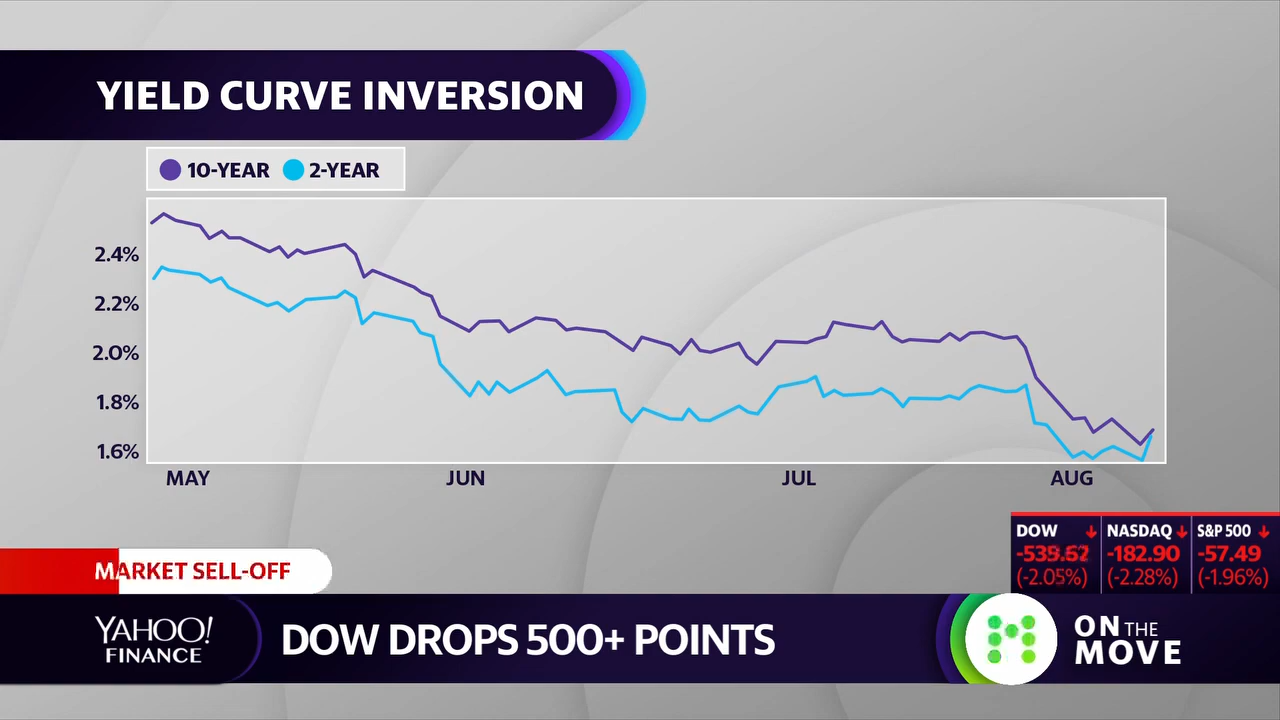 YIELD CURVE INVERSION
10-YEAR 2-YEAR
2.4%
2.2%
2.0%
1.8%
1.6%
MAY JUN JUL AUG
DOW NASDAQ S&P 500
-182.90 -57.49
(-2.05%) (-2.28%) (-1.96%)
MARKET SELL-OFF
YAHOO!
FINANCE
DOW DROPS 500+ POINTS
ON THE
MOVE